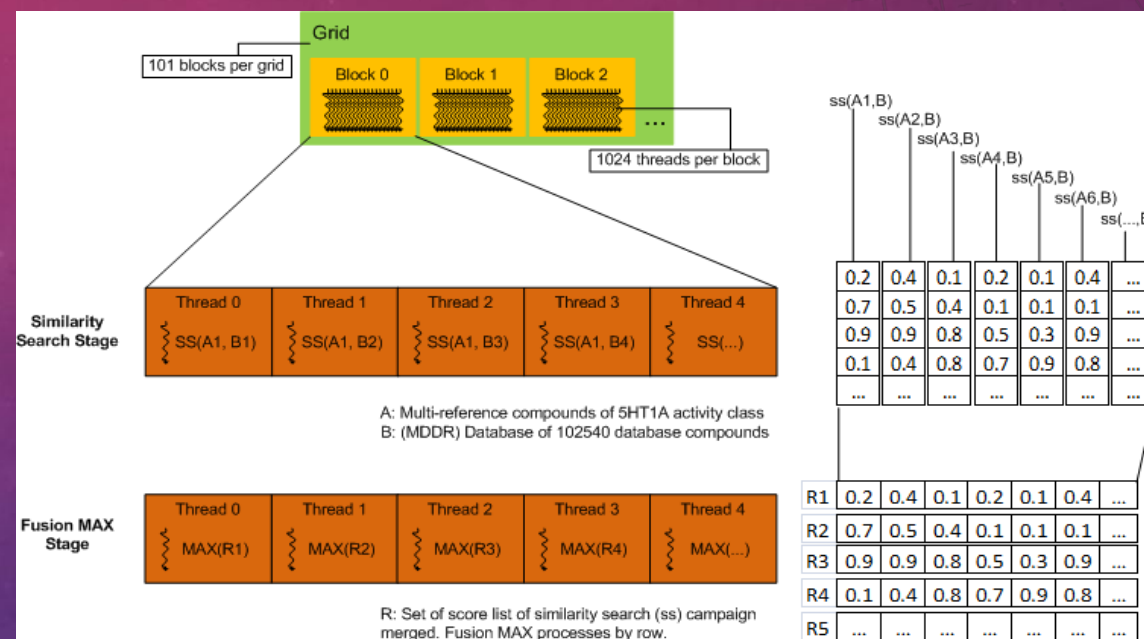 Grid
101 blocks per grid
Block 0 Block 1 Block 2
...
1024 threads per block
ss(A1,B)
ss(A2,B)
ss(A3,B)
ss(A4,B)
ss(A5,B)
ss(A6,B)
ss(...,B
0.2 0.4 0.1 0.2 0.1 0.4 ...
0.7 0.5 0.4 0.1 0.1 0.1 ...
0.9 0.9 0.8 0.5 0.3 0.9 ...
0.1 0.4 0.8 0.7 0.9 0.8 ...
... ... ... ... ... ... ...
Similarity
Search Stage
Thread 0 Thread 1 Thread 2 Thread 3 Thread 4
SS(A1, B1) SS(A1, B2) SS(A1, B3) SS(A1, B4) SS(...)
A: Multi-reference compounds of 5HT1A activity class
B: (MDDR) Database of 102540 database compounds
Fusion MAX
Stage
Thread 0 Thread 1 Thread 2 Thread 3 Thread 4
MAX(R1) MAX(R2) MAX(R3) MAX(R4) MAX(...)
R1 0.2 0.4 0.1 0.2 0.1 0.4 ...
R2 0.7 0.5 0.4 0.1 0.1 0.1 ...
R3 0.9 0.9 0.8 0.5 0.3 0.9 ...
R4 0.1 0.4 0.8 0.7 0.9 0.8 ...
R5 ... ... ... ... ... ... ...
R: Set of score list of similarity search (ss) campaign
merged. Fusion MAX processes by row.